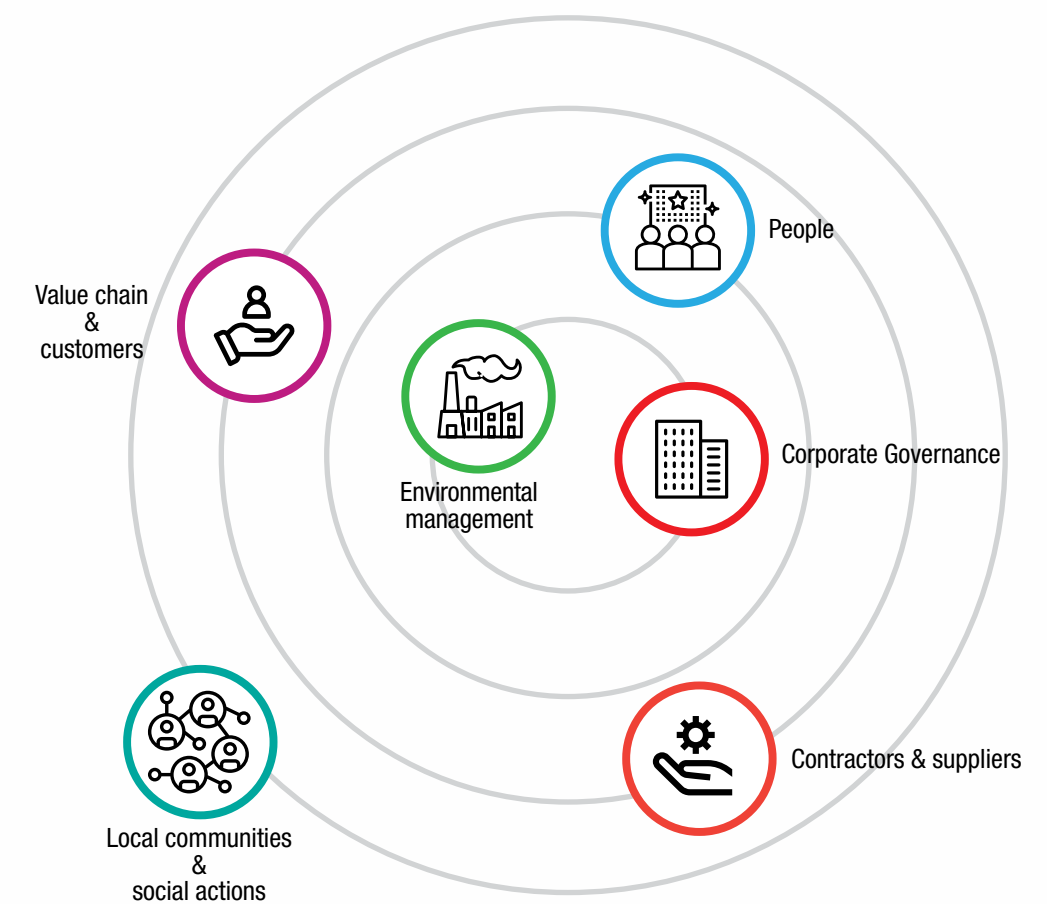 People
Value chain
&
customers
Corporate Governance
Environmental
management
Contractors & suppliers
Local communities
&
social actions